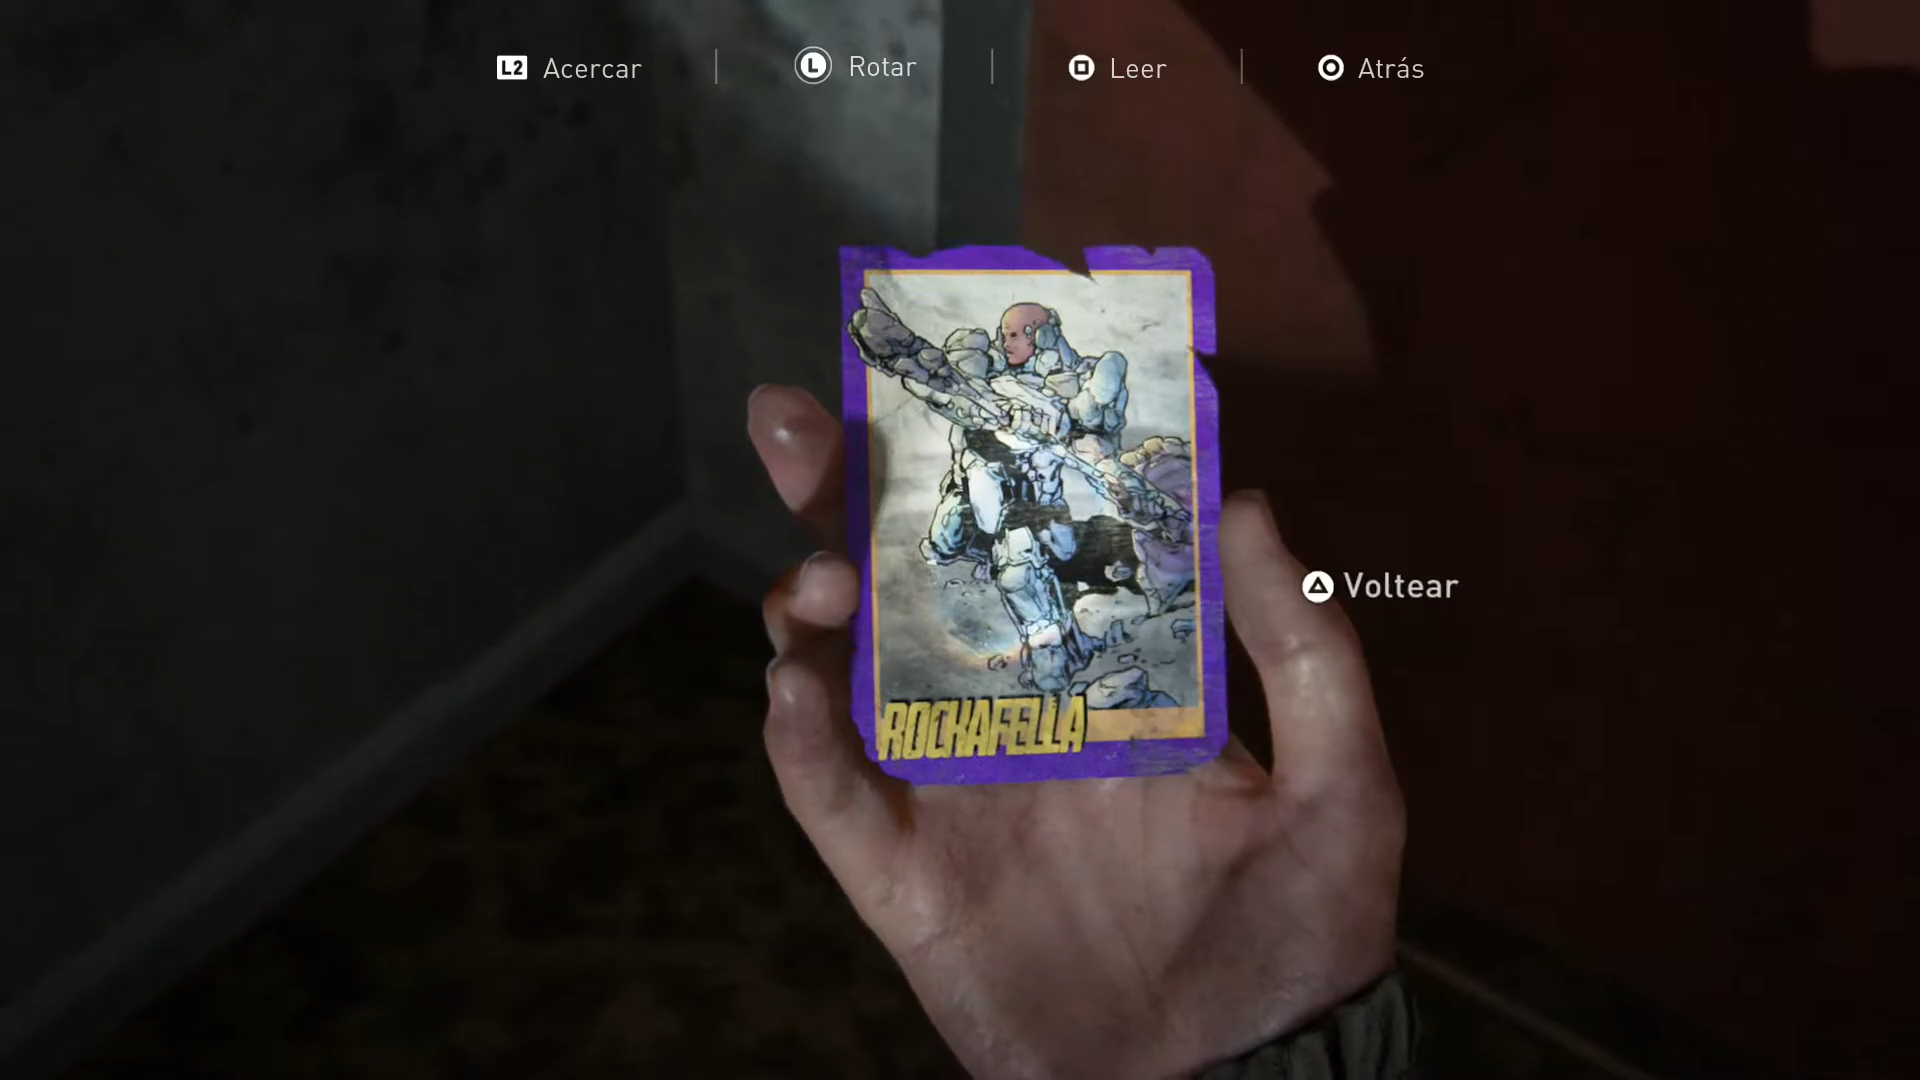 L2 Acercar
L Rotar
Leer
Atrás
Voltear
ROCKAFELLA